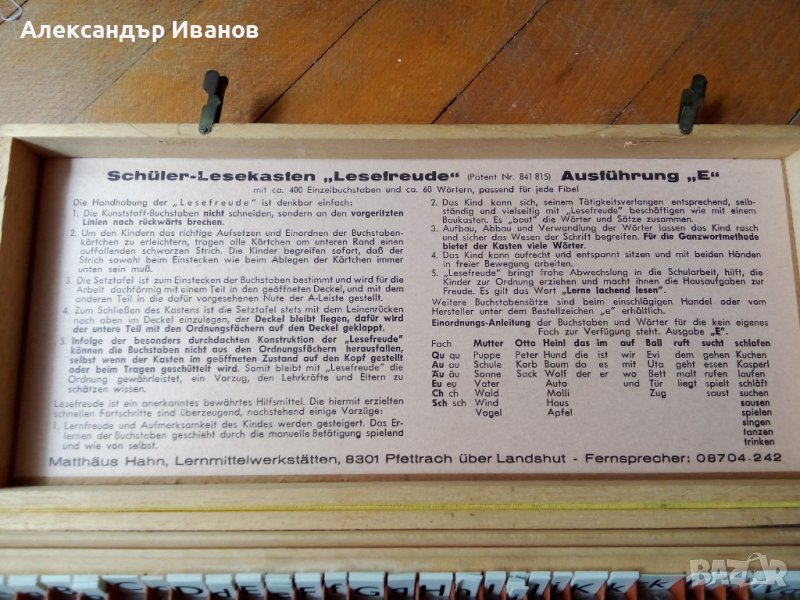 Александър Иванов
Schüler-Lesekasten „Lesefreude“ (Patent Nr. 841 815) Ausführung „E“
mit ca. 400 Einzelbuchstaben und ca. 60 Wörtern, passend für jede Fibel
Die Handhabung der „Lesefreude“ ist denkbar einfach:
1. Die Kunststoff-Buchstaben nicht schneiden, sondern an den vorgeritzten
Linien nach rückwärts brechen.
2. Um den Kindern das richtige Aufsetzen und Einordnen der Buchstaben-
kärtchen zu erleichtern, tragen alle Kärtchen am unteren Rand einen
auffallenden schwarzen Strich. Die Kinder begreifen sofort, daß der
Strich sowohl beim Einstecken wie beim Ablegen der Kärtchen immer
unten sein muß.
3. Die Setztafel ist zum Einstecken der Buchstaben bestimmt und wird für die
Arbeit dachförmig mit einem Teil in den geöffneten Deckel, und mit dem
anderen Teil in die dafür vorgesehenen Nute der A-Leiste gestellt.
4. Zum Schließen des Kastens ist die Setztafel stets mit dem Leinenrücken
nach oben im Deckel einzulegen, der Deckel bleibt liegen, dafür wird
der untere Teil mit den Ordnungsfächern auf den Deckel geklappt.
5. Infolge der besonders durchdachten Konstruktion der „Lesefreude“
können die Buchstaben nicht aus den Ordnungsfächern herausfallen,
selbst wenn der Kasten im geöffneten Zustand auf den Kopf gestellt
oder beim Tragen geschüttelt wird. Somit bleibt mit „Lesefreude“ die
Ordnung gewährleistet, ein Vorzug, den Lehrkräfte und Eltern zu
schätzen wissen.
Lesefreude ist ein anerkanntes bewährtes Hilfsmittel. Die hiermit erzielten
schnellen Fortschritte sind überzeugend, nachstehend einige Vorzüge:
1. Lernfreude und Aufmerksamkeit des Kindes werden gesteigert. Das Er-
lernen der Buchstaben geschieht durch die manuelle Betätigung spielend
und wie von selbst.
2. Das Kind kann sich, seinem Tätigkeitsverlangen entsprechend, selb-
ständig und vielseitig mit „Lesefreude“ beschäftigen wie mit einem
Baukasten. Es „baut“ die Wörter und Sätze zusammen.
3. Aufbau, Abbau und Verwandlung der Wörter lassen das Kind rasch
und sicher das Wesen der Schrift begreifen. Für die Ganzwortmethode
bietet der Kasten viele Wörter.
4. Das Kind kann aufrecht und entspannt sitzen und mit beiden Händen
in freier Bewegung arbeiten.
5. „Lesefreude“ bringt frohe Abwechslung in die Schularbeit, hilft, die
Kinder zur Ordnung erziehen und macht ihnen die Hausaufgaben zur
Freude. Es gilt das Wort „Lerne lachend lesen“.
Weitere Buchstabensätze beim einschlägigen Handel oder vom
Hersteller unter dem Bestellzeichen „e“ erhältlich.
Einordnungs-Anleitung der Buchstaben und Wörter für die kein eigenes
Fach zur Verfügung steht. Ausgabe „E“.
Fach Mutter Otto Heini das im auf Ball ruft sucht schlafen
Qu qu Puppe Peter Hund die ist wir Evi dem gehen Kuchen
Au au Schule Korb Baum da es mit Uta geht essen Kasperl
Äu äu Sanne Sack Wolf der er wo Bett malt rufen laufen
Eu eu Vater Auto und Tür liegt spielt schläft
Ch ch Wald Molli Zug saust suchen
Sch sch Wind Haus sausen
Vogel Apfel spielen
singen
tanzen
trinken
Matthäus Hahn, Lernmittelwerkstätten, 8301 Pfettrach über Landshut - Fernsprecher: 08704-242
BAZAR